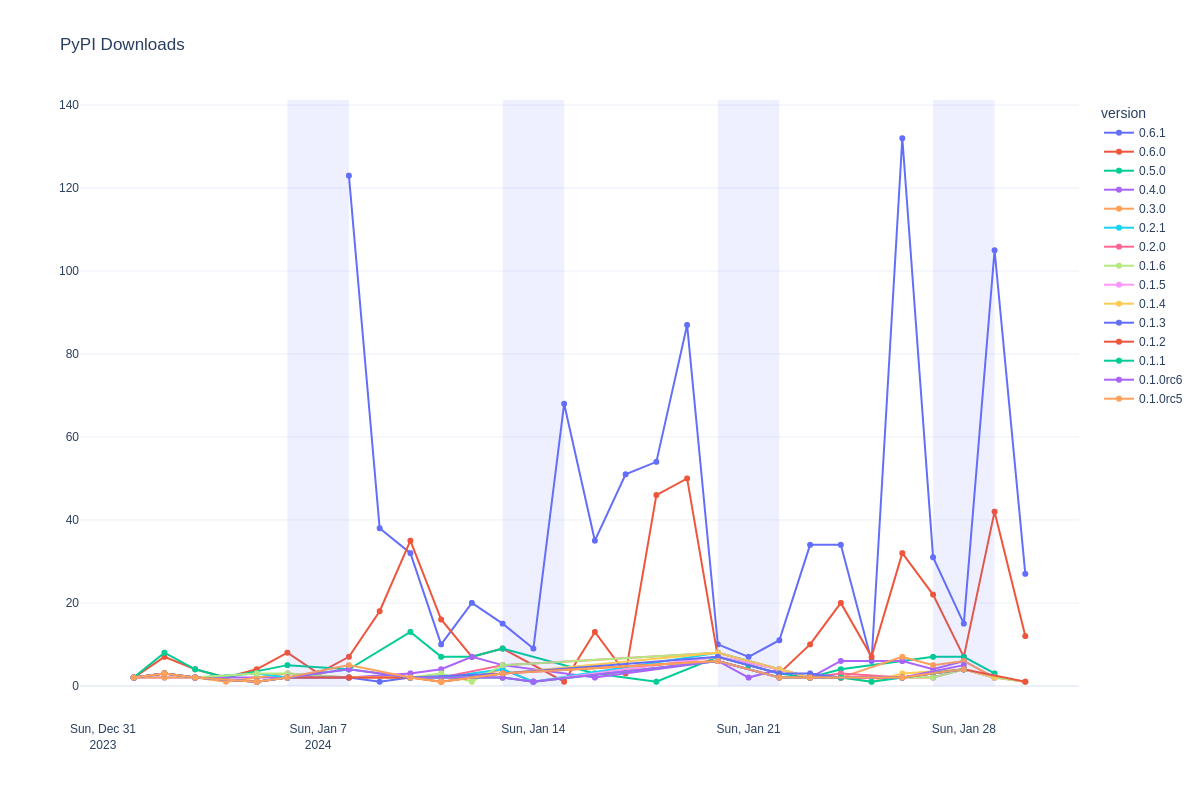 PyPI Downloads
140
120
100
80
60
40
20
0
Sun, Dec 31
2023
Sun, Jan 7
2024
Sun, Jan 14
Sun, Jan 21
Sun, Jan 28
version
0.6.1
0.6.0
0.5.0
0.4.0
0.3.0
0.2.1
0.2.0
0.1.6
0.1.5
0.1.4
0.1.3
0.1.2
0.1.1
0.1.0rc6
0.1.0rc5